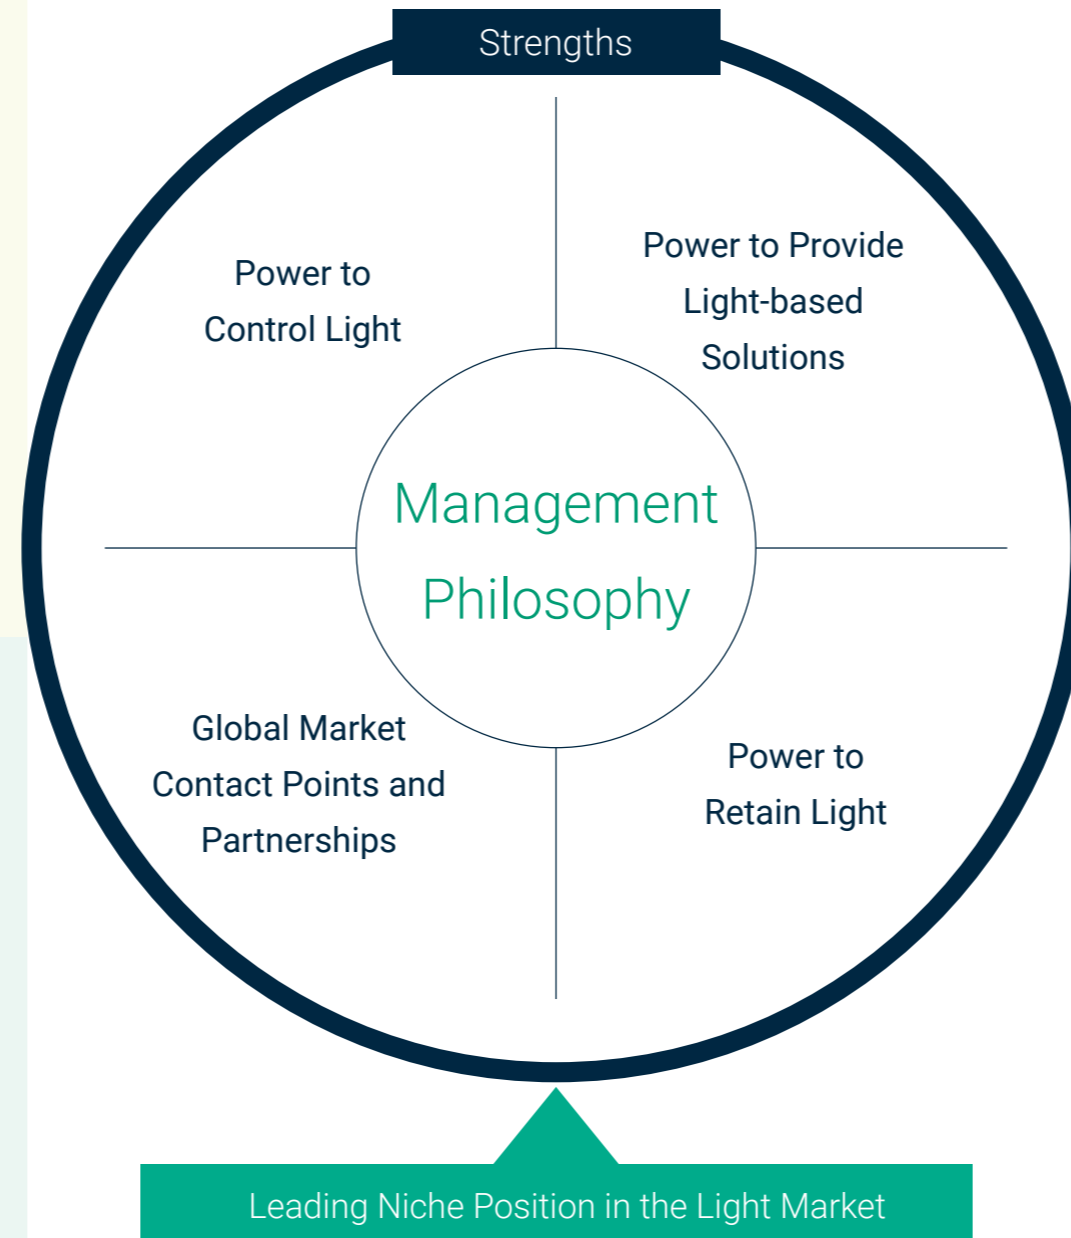 Strengths
Power to
Control Light
Power to Provide
Light-based
Solutions
Management
Philosophy
Global Market
Contact Points and
Partnerships
Power to
Retain Light
Leading Niche Position in the Light Market